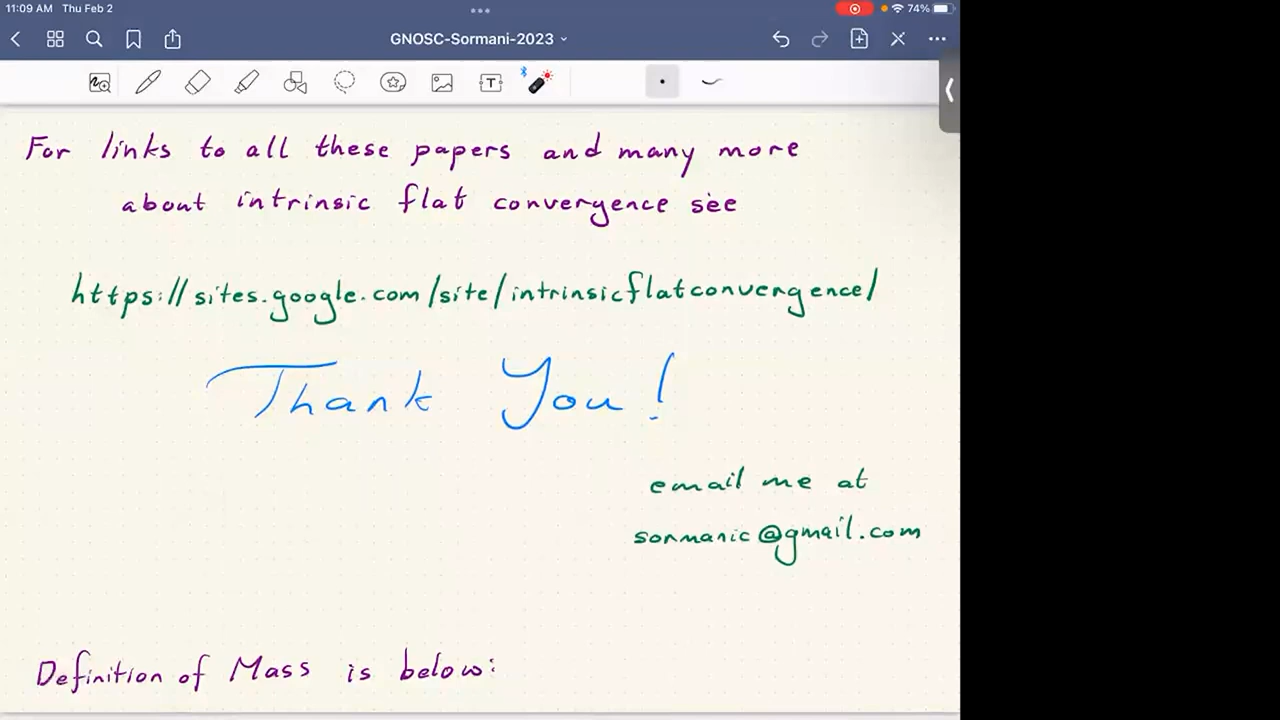 11:09 AM Thu Feb 2
74%
GNOSC-Sormani-2023
T
For links to all these papers and many more
about intrinsic flat convergence see
https://sites.google.com/site/intrinsicflatconvergence/
Thank You!
email me at
sormanic@gmail.com
Definition of Mass is below: